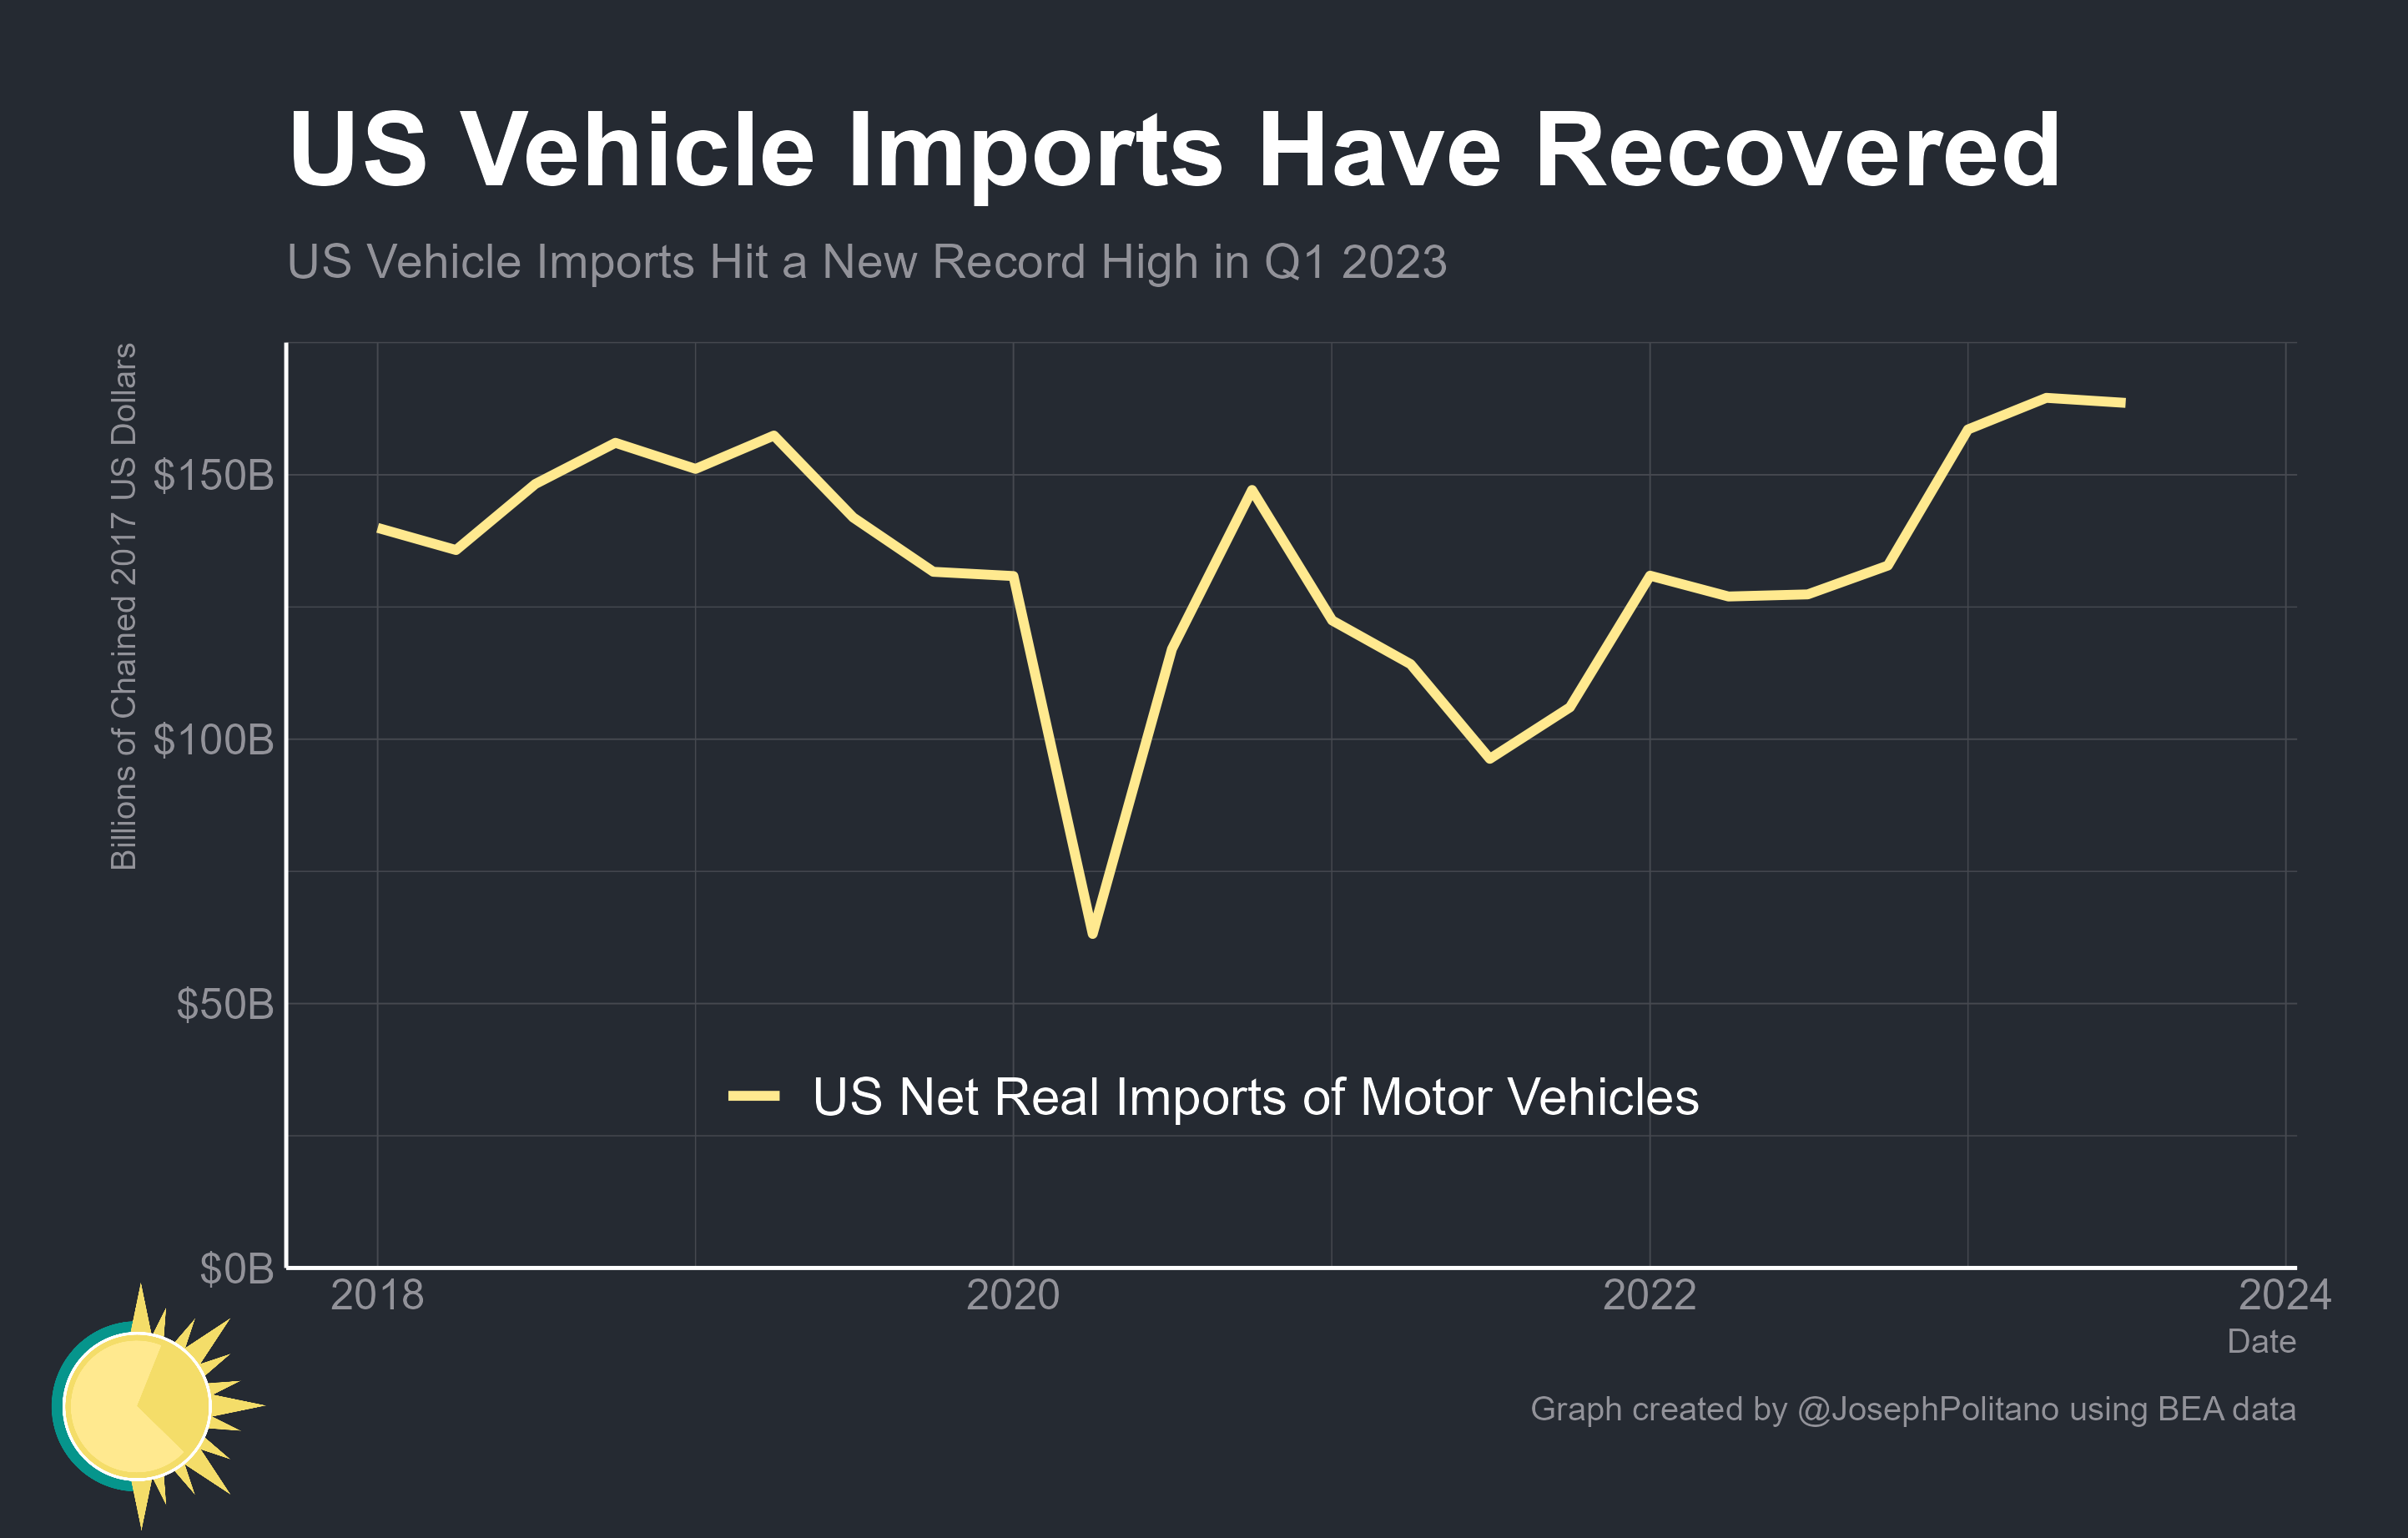 US Vehicle Imports Have Recovered
US Vehicle Imports Hit a New Record High in Q1 2023
Billions of Chained 2017 US Dollars
$150B
$100B
$50B
$0B
US Net Real Imports of Motor Vehicles
2018
2020
2022
2024
Date
Graph created by @JosephPolitano using BEA data